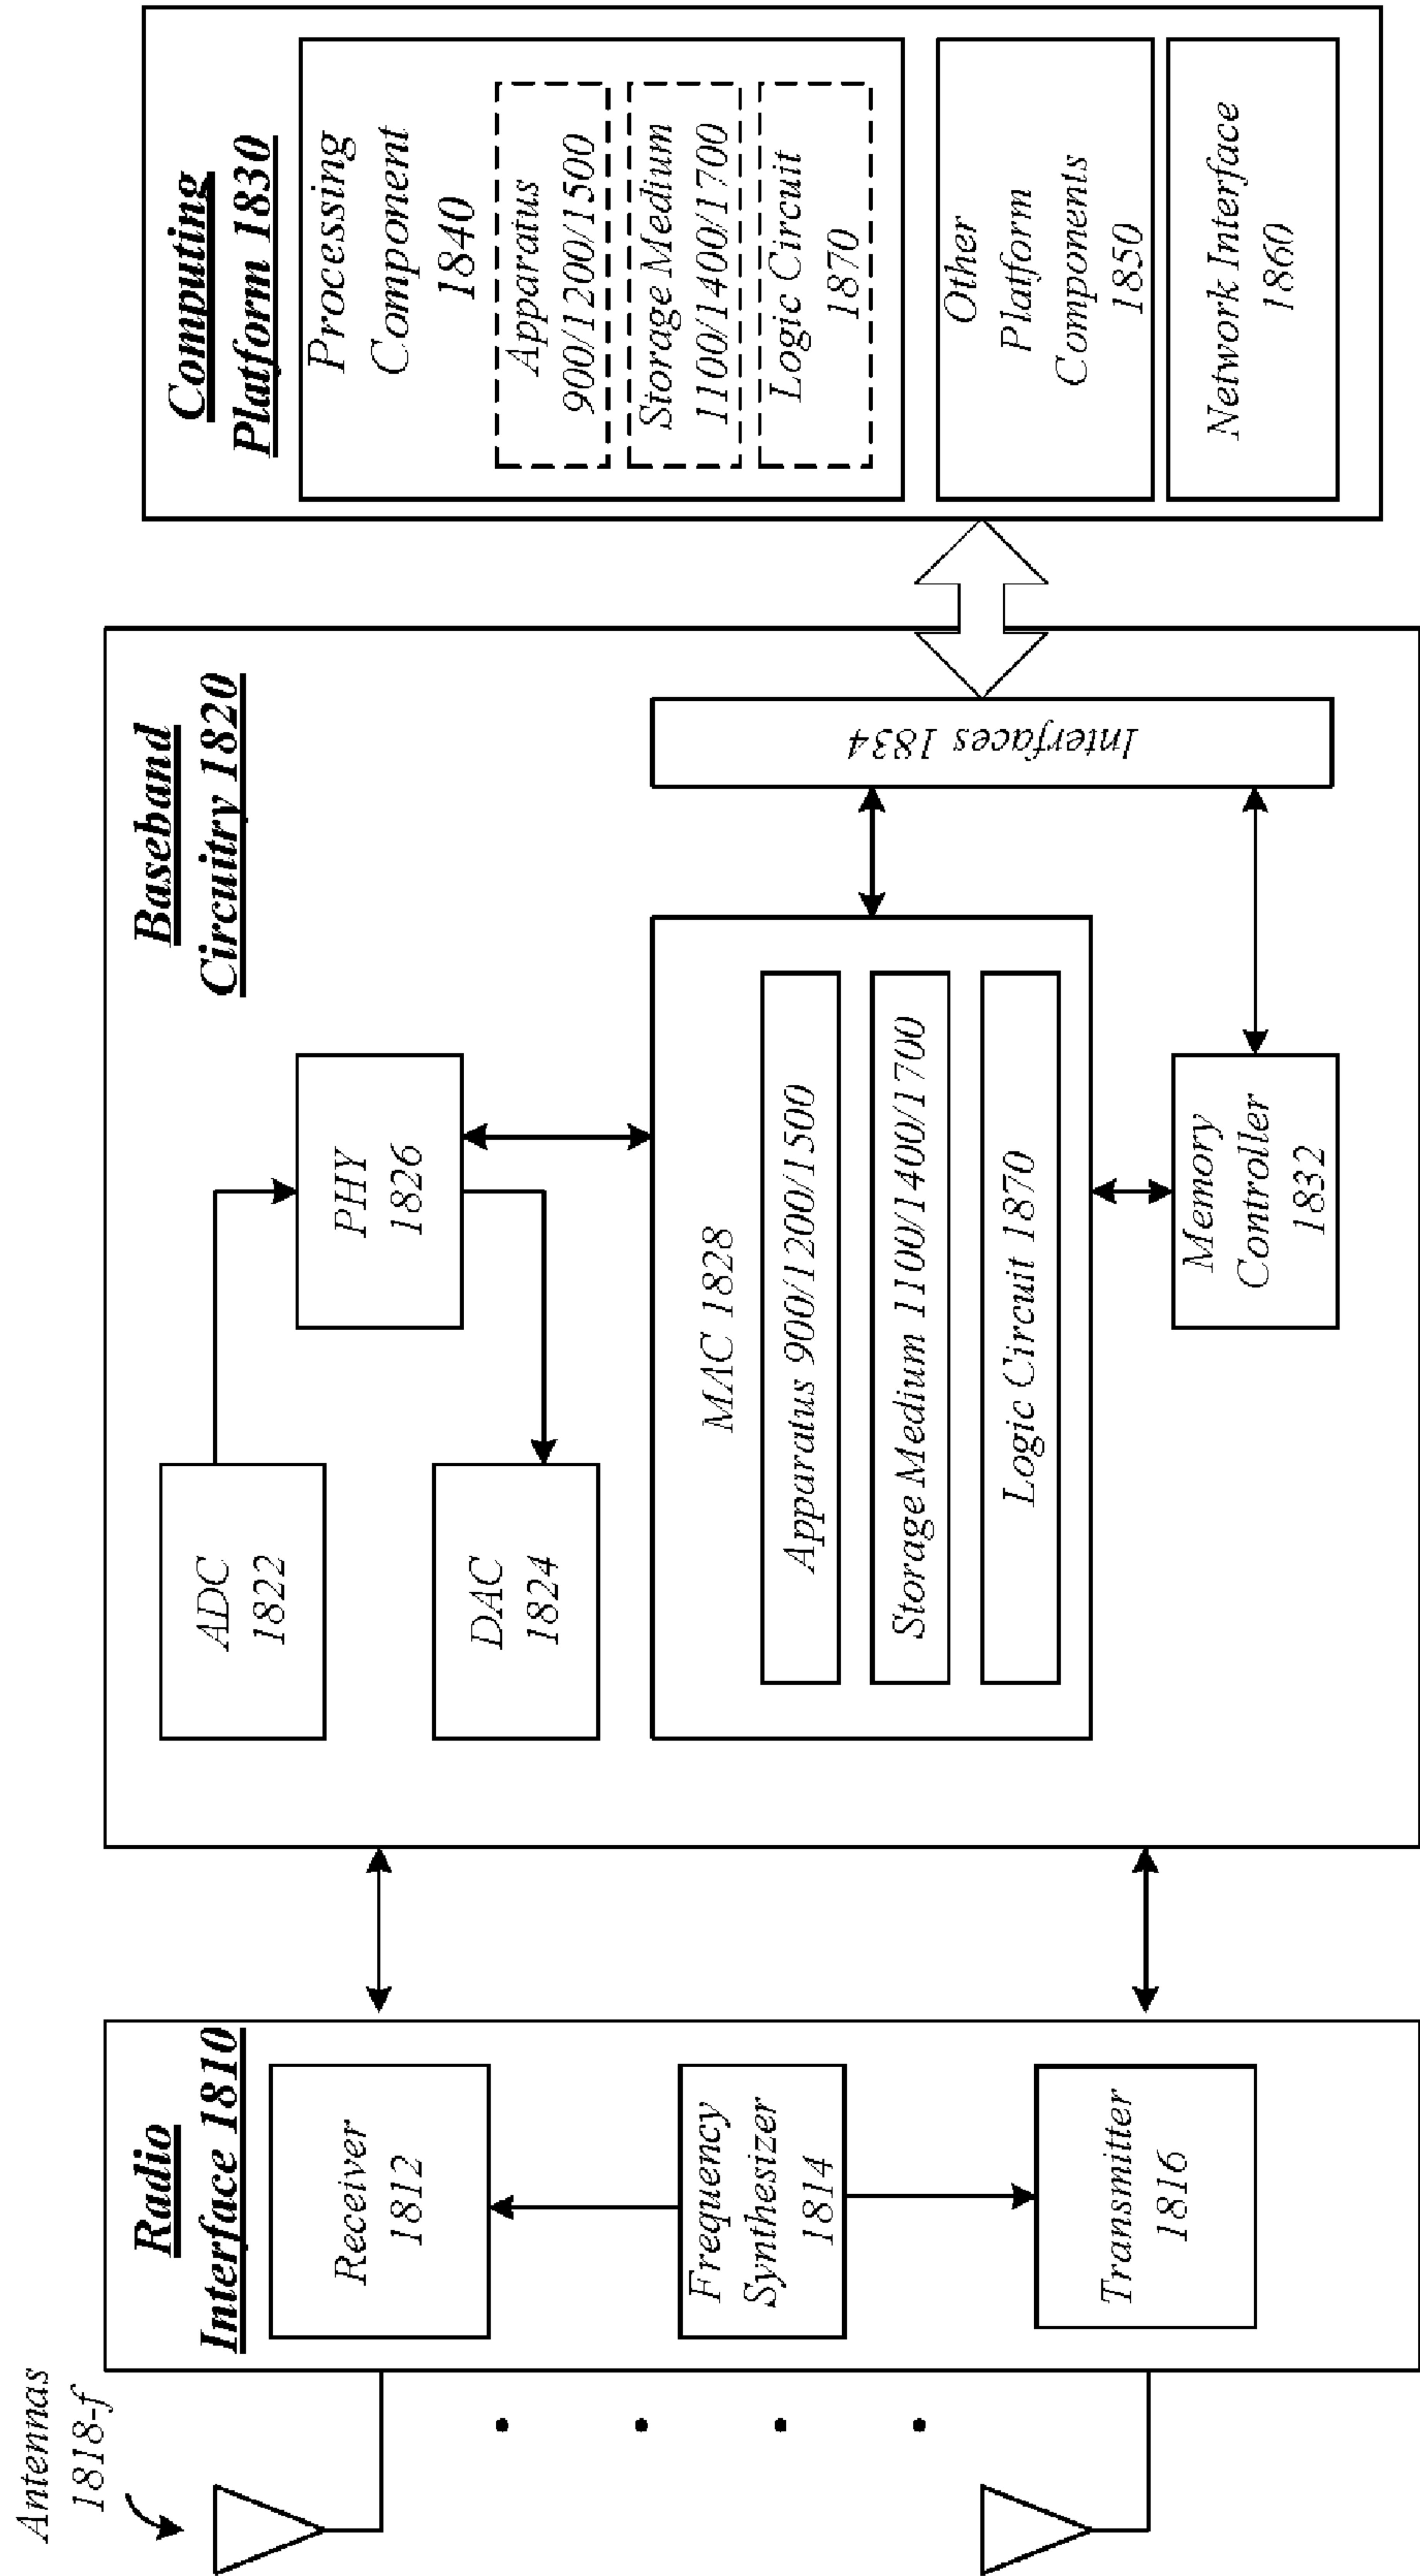 Antennas
1818-f
Radio
Interface 1810
Receiver
1812
Frequency
Synthesizer
1814
Transmitter
1816
Baseband
Circuitry 1820
ADC
1822
DAC
1824
PHY
1826
MAC 1828
Apparatus 900/1200/1500
Storage Medium 1100/1400/1700
Logic Circuit 1870
Memory
Controller
1832
Interfaces 1834
Computing
Platform 1830
Processing
Component
1840
Apparatus
900/1200/1500
Storage Medium
1100/1400/1700
Logic Circuit
1870
Other
Platform
Components
1850
Network Interface
1860